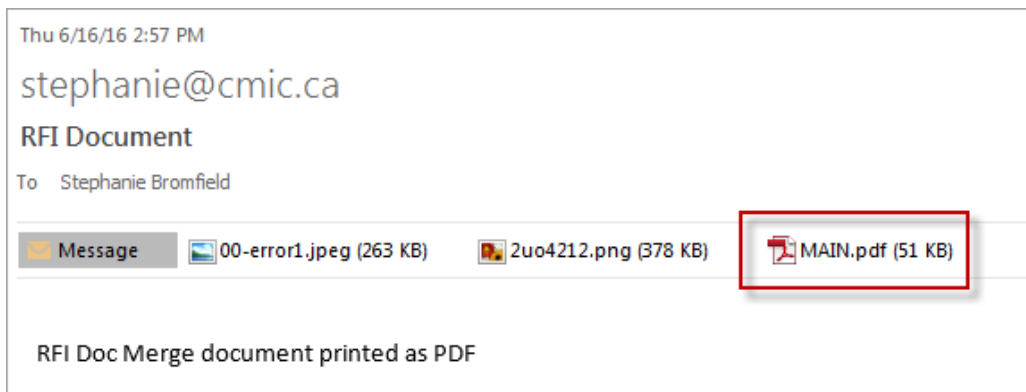 Thu 6/16/16 2:57 PM
stephanie@cmic.ca
RFI Document
To Stephanie Bromfield
Message 00-error1.jpeg (263 KB) 2uo4212.png (378 KB) MAIN.pdf (51 KB)
RFI Doc Merge document printed as PDF